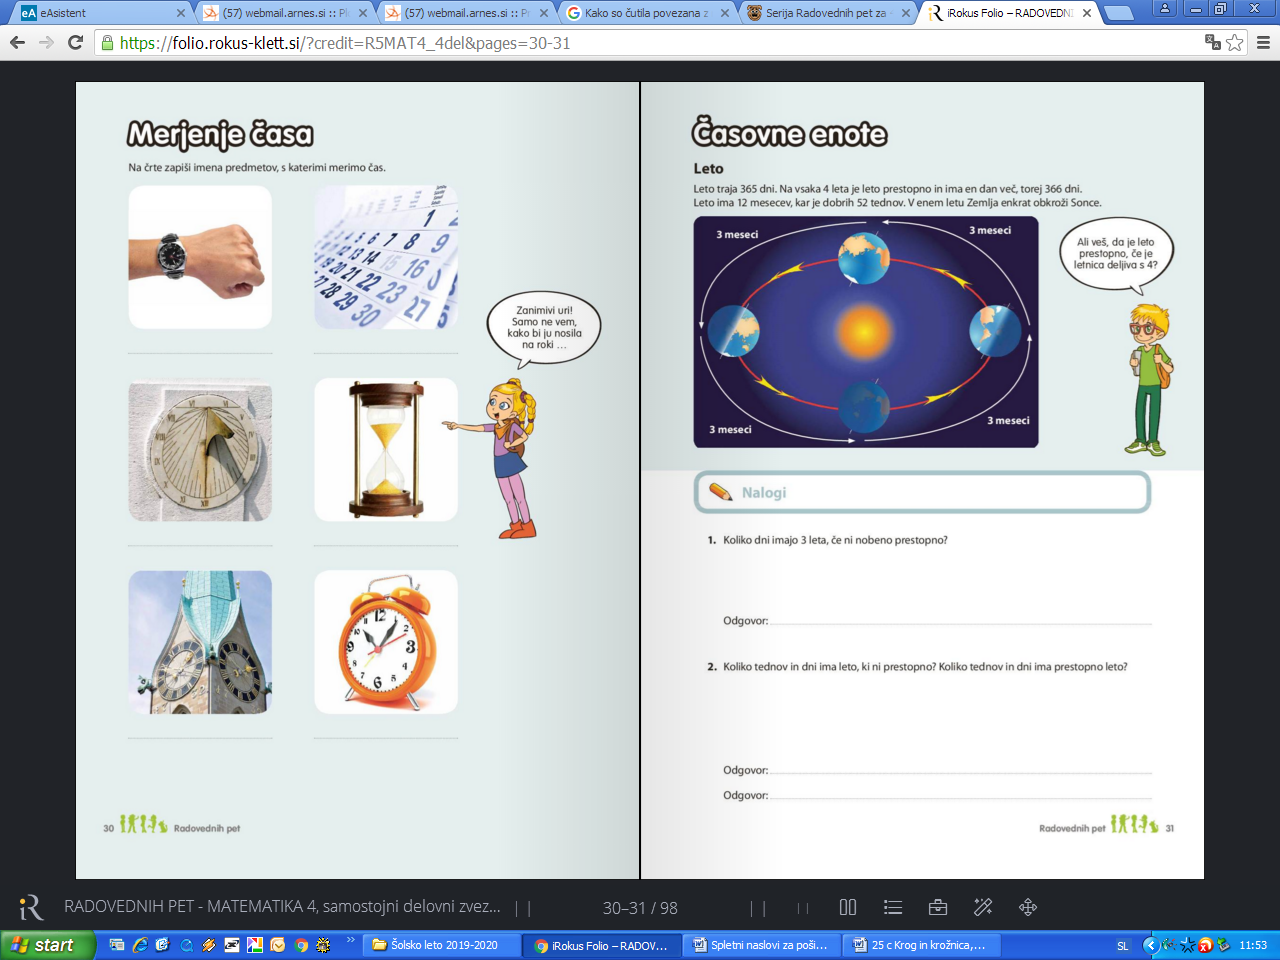 eAsistent
(57) webmail.arnes.si :: P
(57) webmail.arnes.si :: P
Kako so čutila povezana z
Serija Radovednih pet za
iRokus Folio – RADOVEDNI
https://folio.rokus-klett.si/?credit=R5MAT4_4del&pages=30-31
Merjenje časa
Na črte zapiši imena predmetov, s katerimi merimo čas.
Zanimivi uri!
Samo ne vem,
kako bi ju nosila
na roki ...
30
Radovednih pet
Časovne enote
Leto
Leto traja 365 dni. Na vsaka 4 leta je leto prestopno in ima en dan več, torej 366 dni.
Leto ima 12 mesecev, kar je dobrih 52 tednov. V enem letu Zemlja enkrat obkroži Sonce.
3 meseci
3 meseci
3 meseci
3 meseci
Ali veš, da je leto
prestopno, če je
letnica deljiva s 4?
Nalogi
1. Koliko dni imajo 3 leta, če ni nobeno prestopno?
Odgovor:
2. Koliko tednov in dni ima leto, ki ni prestopno? Koliko tednov in dni ima prestopno leto?
Odgovor:
Odgovor:
Radovednih pet
31
RADOVEDNIH PET - MATEMATIKA 4, samostojni delovni zvez...
30–31 / 98
start
Šolsko leto 2019-2020
iRokus Folio – RADOV...
Spletni naslovi za poši...
25 c Krog in krožnica,...
SL
11:53